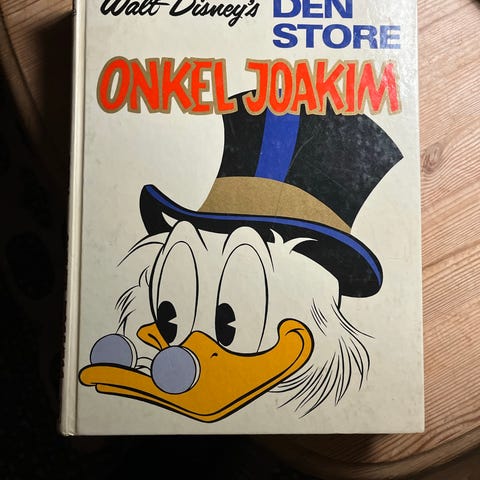 Walt Disney's
DEN
STORE
ONKEL JOAKIM